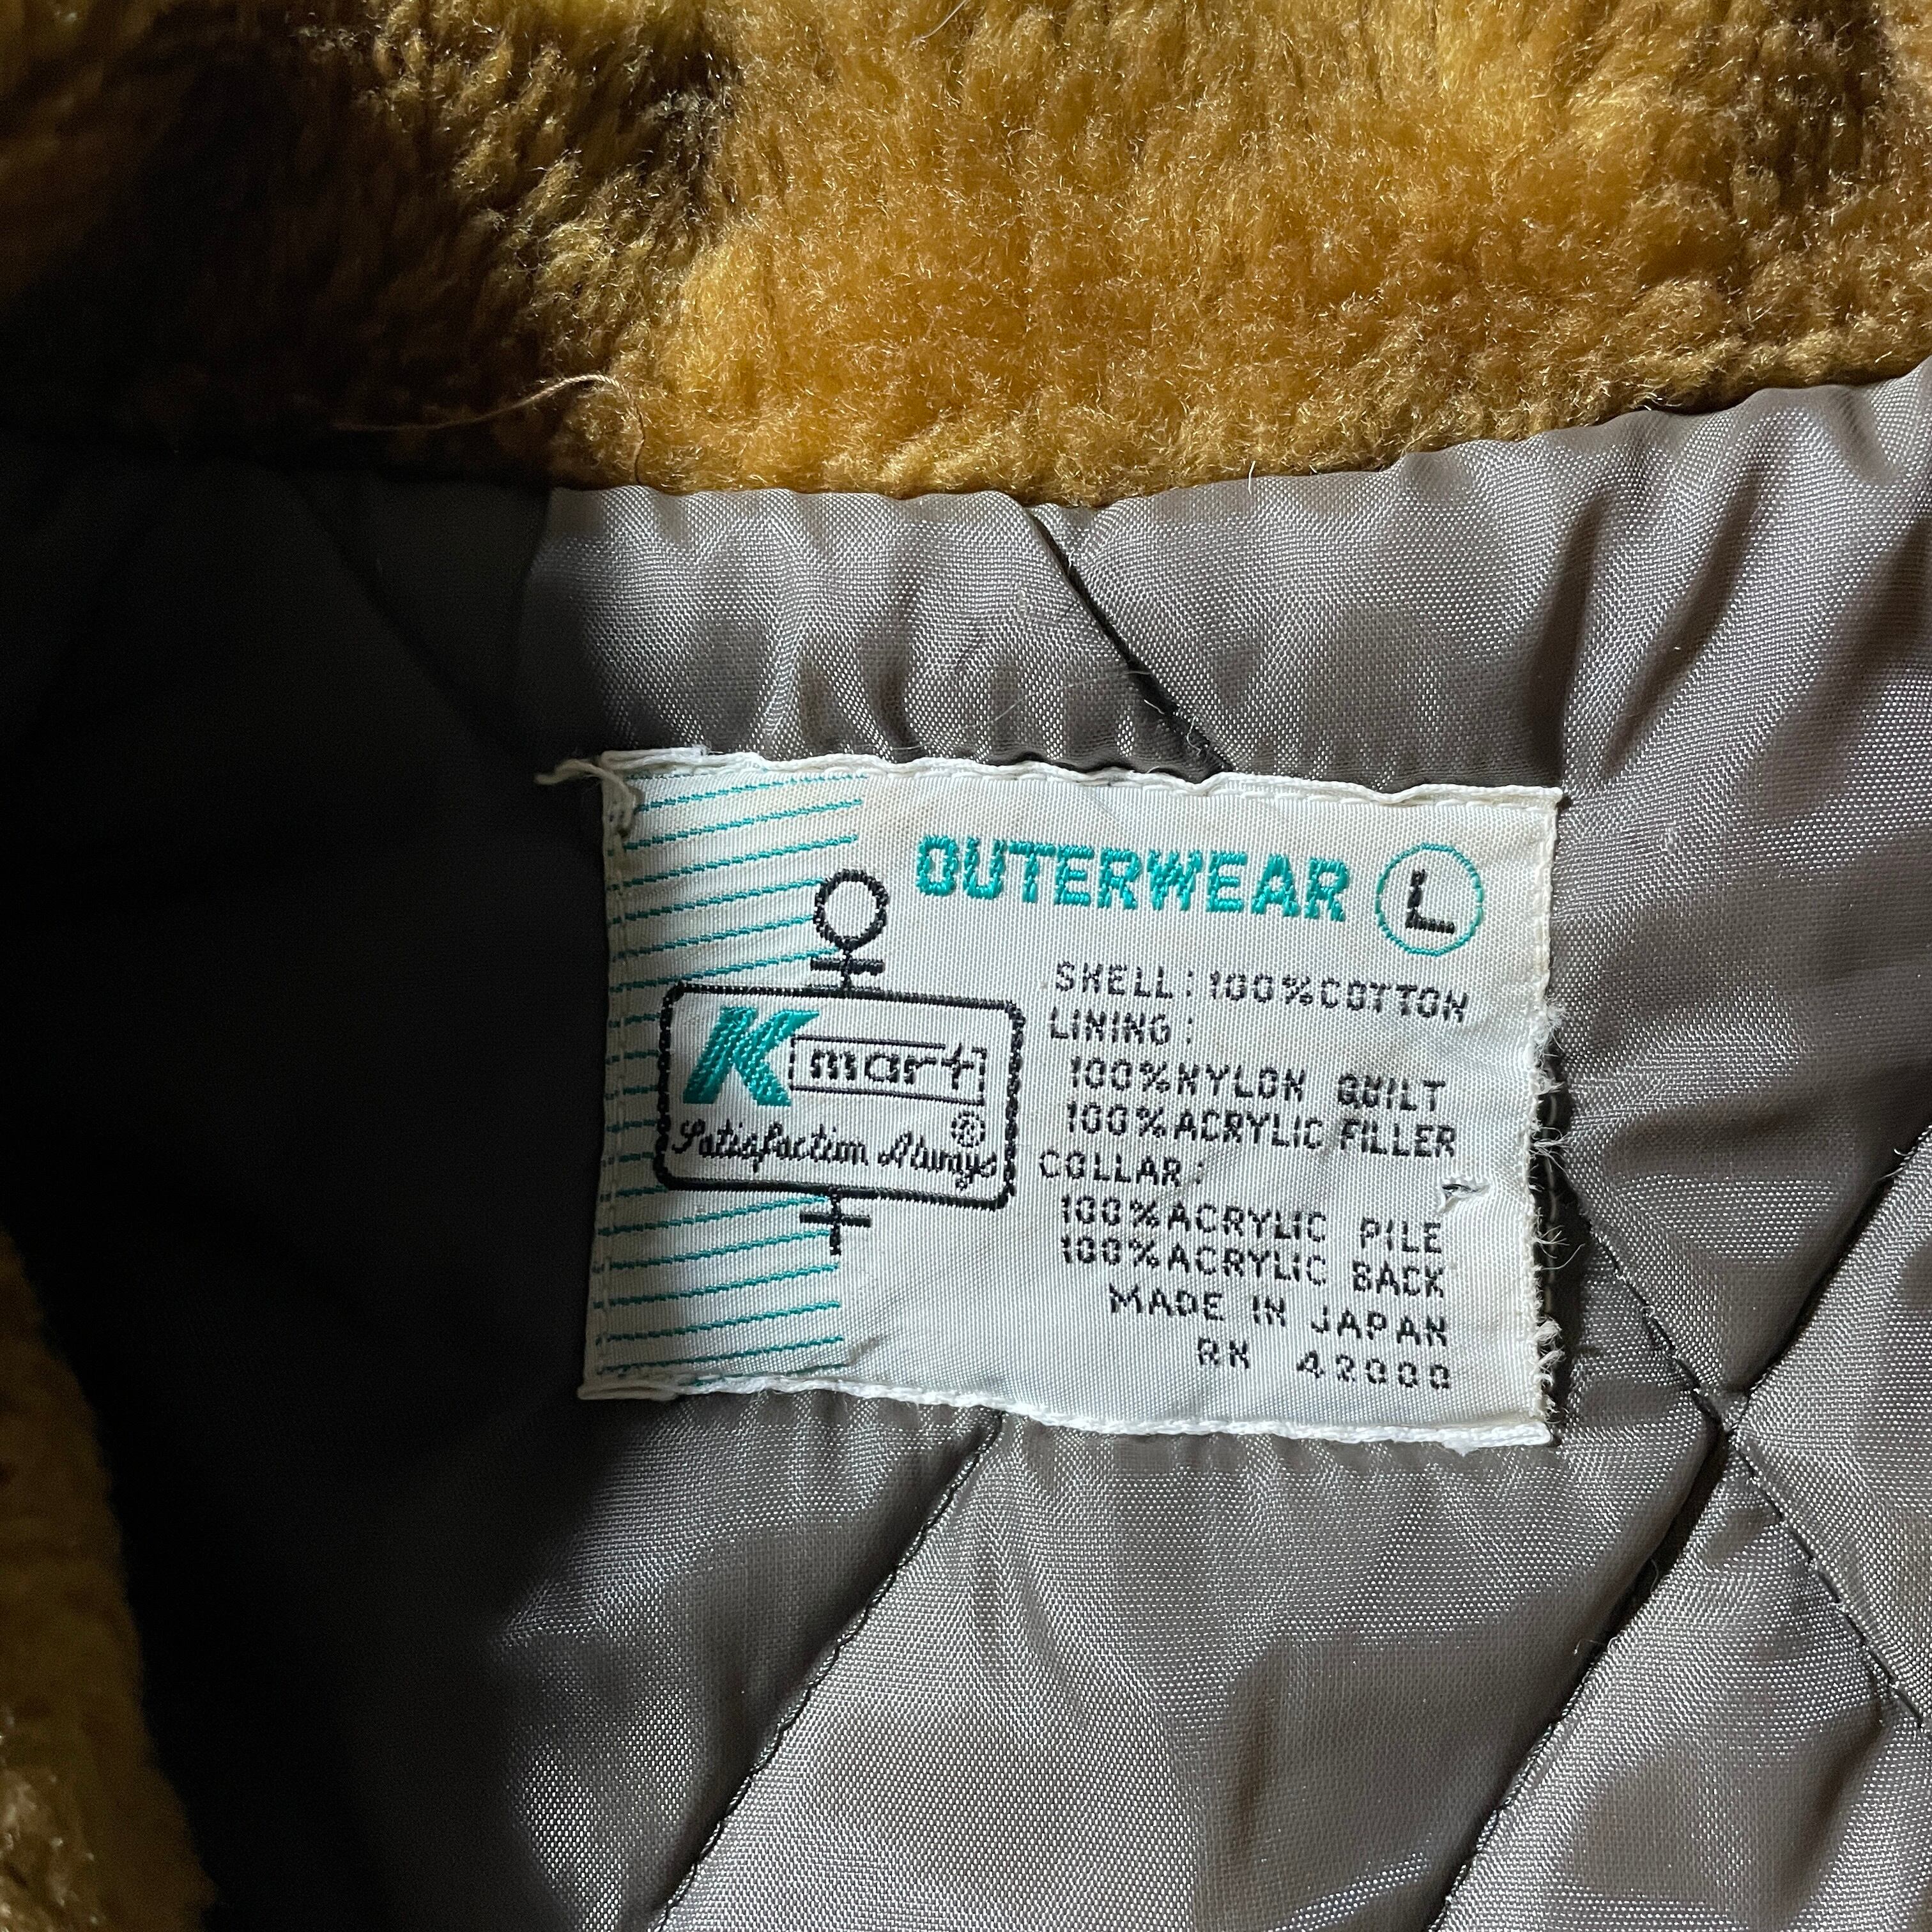 OUTERWEAR L
K mart ®
Satisfaction Always
SHELL: 100% COTTON
LINING:
100% NYLON QUILT
100% ACRYLIC FILLER
COLLAR:
100% ACRYLIC PILE
100% ACRYLIC BACK
MADE IN JAPAN
RN 42000